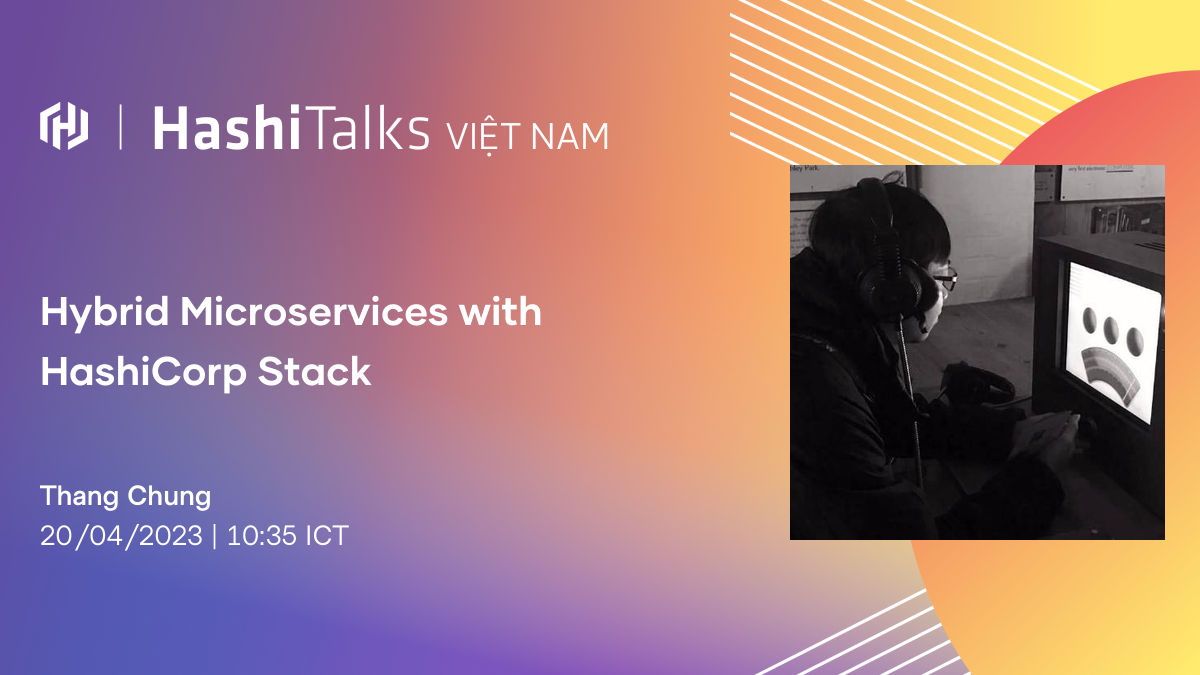 HashiTalks VIỆT NAM
Hybrid Microservices with
HashiCorp Stack
Thang Chung
20/04/2023 | 10:35 ICT